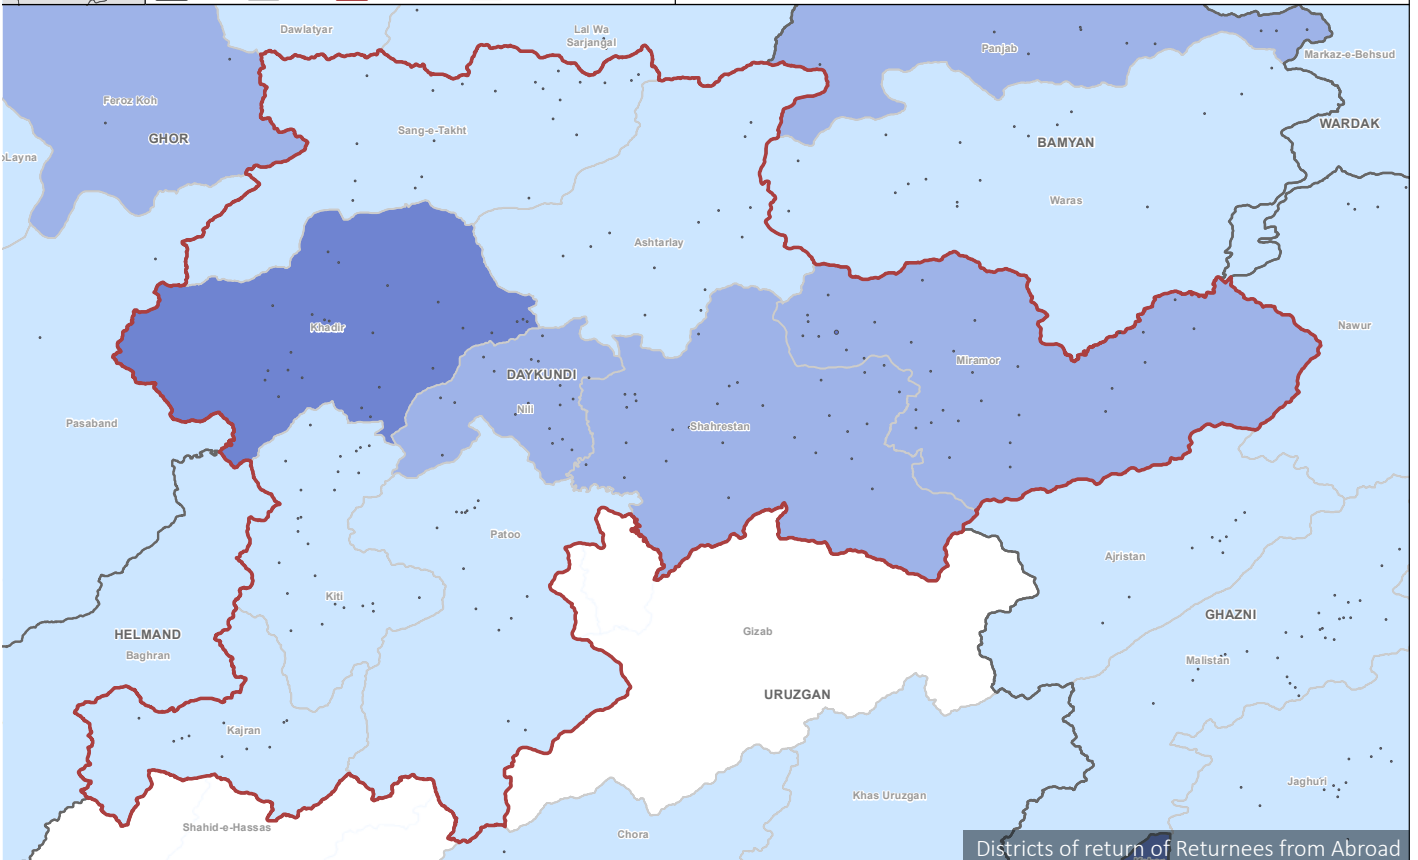 Dawlatyar
Lal Wa
Sarjangal
Panjab
Markaz-e-Behsud
Feroz Koh
GHOR
Sang-e-Takht
BAMYAN
WARDAK
oLayna
Waras
Ashtarlay
Khadir
Nawur
Miramor
DAYKUNDI
Nili
Pasaband
Shahrestan
Patoo
Ajristan
Kiti
GHAZNI
HELMAND
Gizab
Baghran
Malistan
URUZGAN
Kajran
Jaghuri
Khas Uruzgan
Shahid-e-Hassas
Chora
Districts of return of Returnees from Abroad